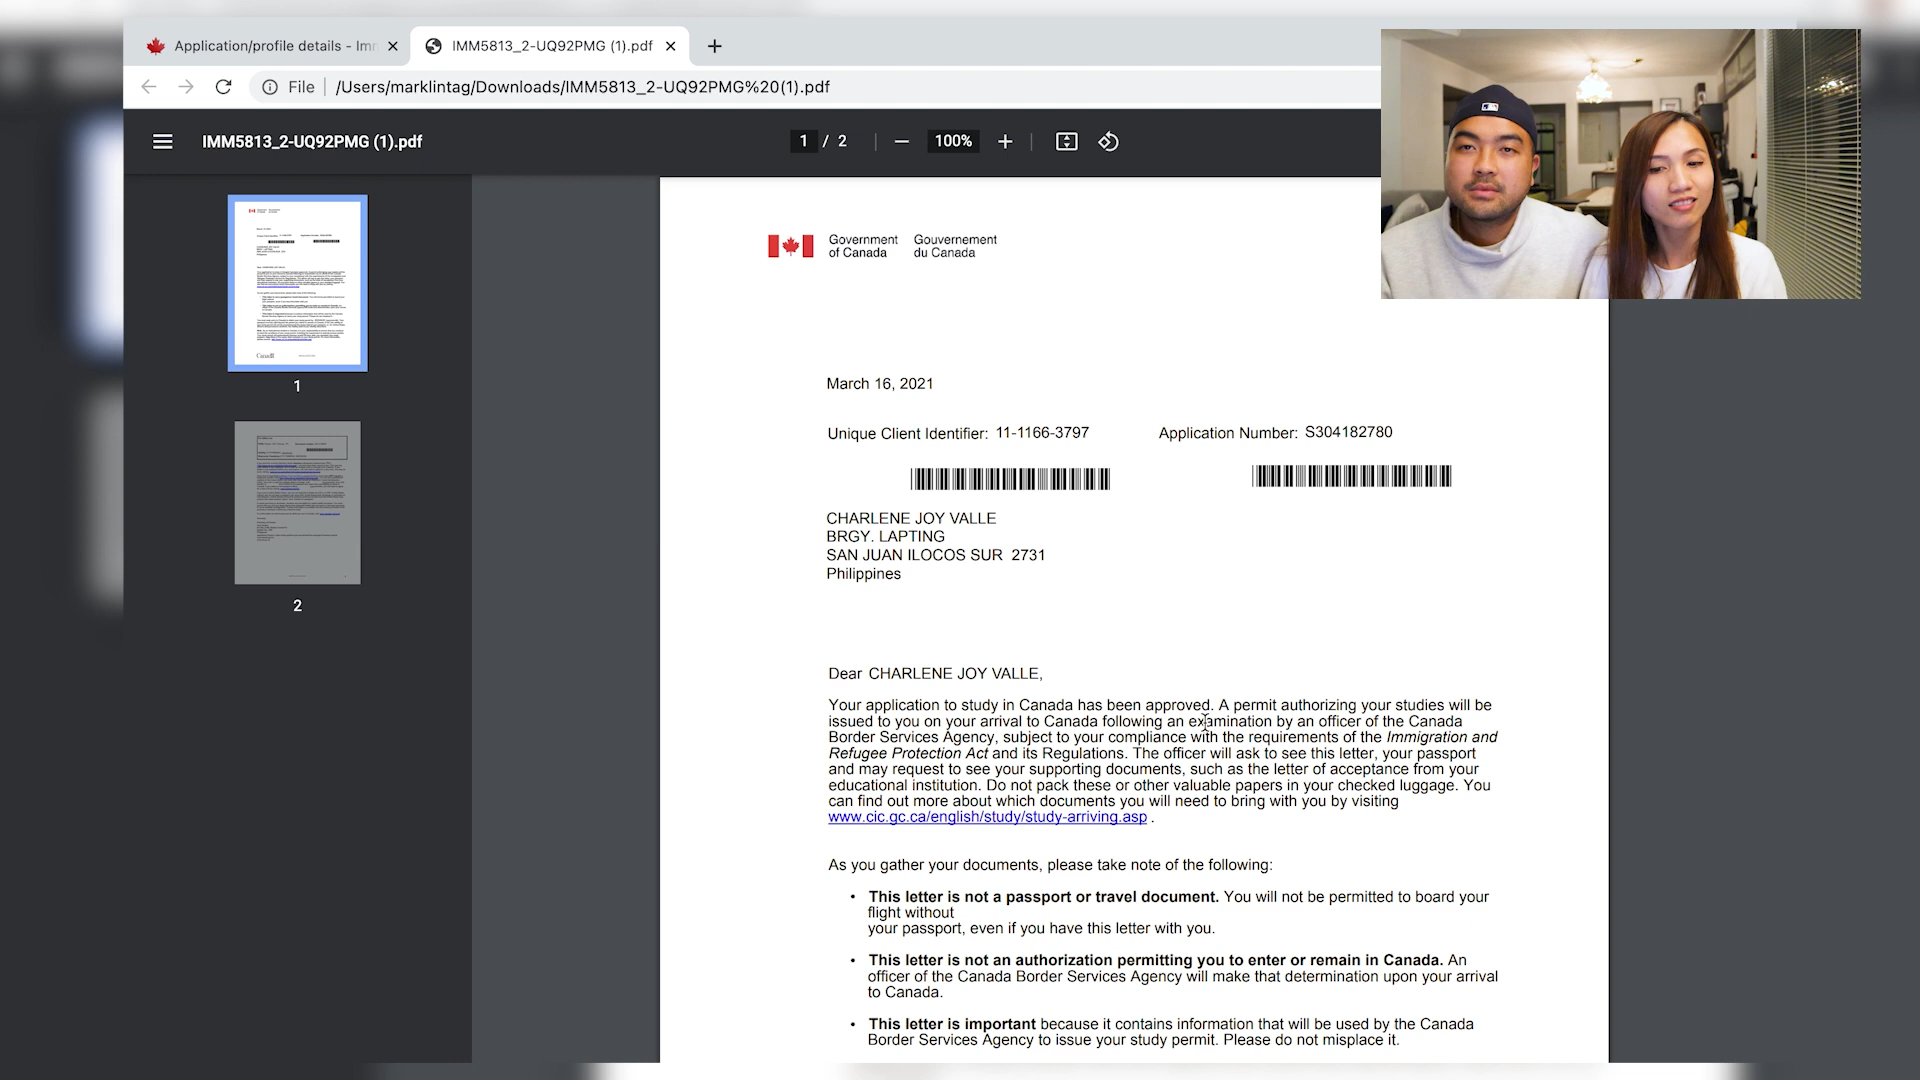 Application/profile details - Imm
IMM5813_2-UQ92PMG (1).pdf
File
/Users/marklintag/Downloads/IMM5813_2-UQ92PMG%20(1).pdf
IMM5813_2-UQ92PMG (1).pdf
1 / 2
100%
1
2
Government of Canada
Gouvernement du Canada
March 16, 2021
Unique Client Identifier: 11-1166-3797 Application Number: S304182780
CHARLENE JOY VALLE
BRGY. LAPTING
SAN JUAN ILOCOS SUR 2731
Philippines
Dear CHARLENE JOY VALLE,
Your application to study in Canada has been approved. A permit authorizing your studies will be
issued to you on your arrival to Canada following an examination by an officer of the Canada
Border Services Agency, subject to your compliance with the requirements of the Immigration and
Refugee Protection Act and its Regulations. The officer will ask to see this letter, your passport
and may request to see your supporting documents, such as the letter of acceptance from your
educational institution. Do not pack these or other valuable papers in your checked luggage. You
can find out more about which documents you will need to bring with you by visiting
www.cic.gc.ca/english/study/study-arriving.asp .
As you gather your documents, please take note of the following:
• This letter is not a passport or travel document. You will not be permitted to board your
flight without
your passport, even if you have this letter with you.
• This letter is not an authorization permitting you to enter or remain in Canada. An
officer of the Canada Border Services Agency will make that determination upon your arrival
to Canada.
• This letter is important because it contains information that will be used by the Canada
Border Services Agency to issue your study permit. Please do not misplace it.